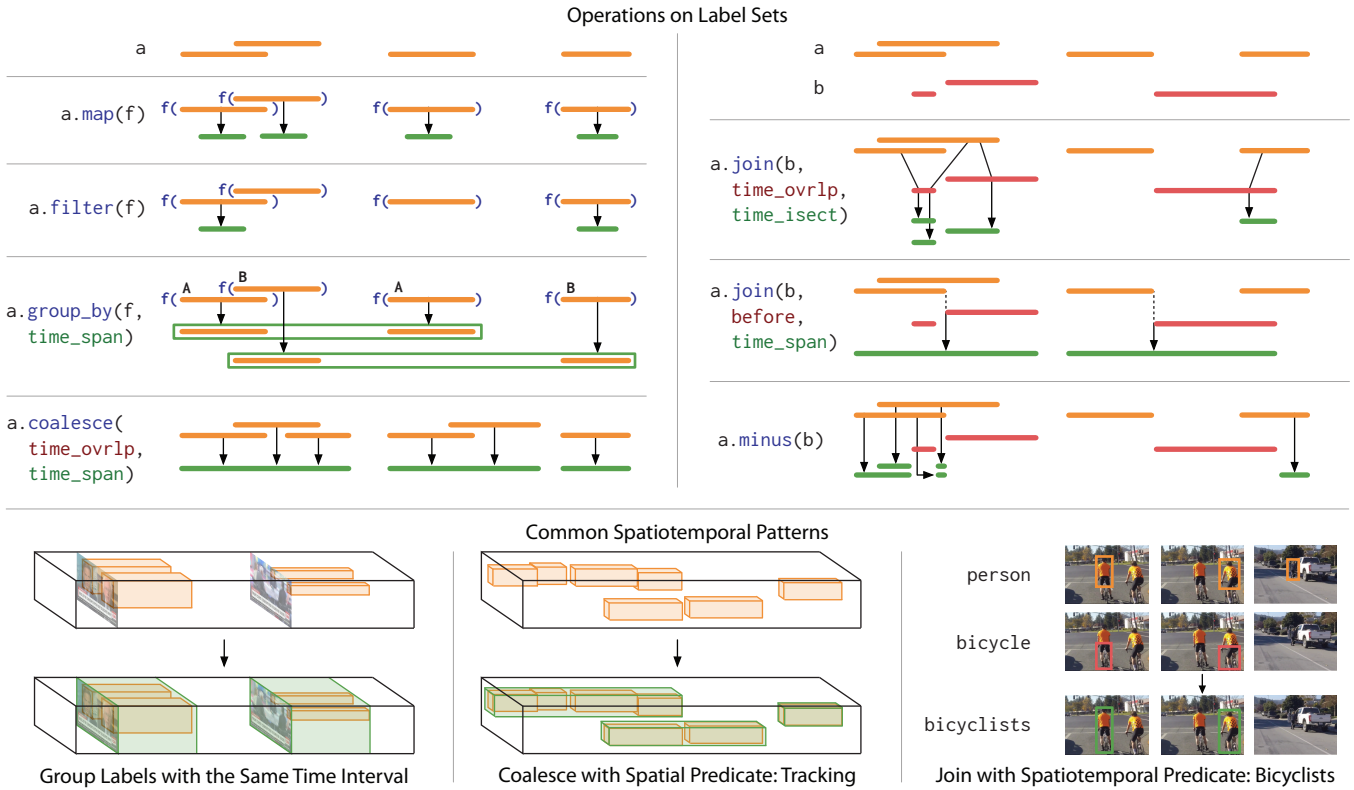 Operations on Label Sets
a
a.map(f)
f( )
f( )
f( )
f( )
a.filter(f)
f( )
f( )
f( )
f( )
a.group_by(f,
time_span)
A
B
A
B
f( )
f( )
f( )
f( )
a.coalesce(
time_ovrlp,
time_span)
a
b
a.join(b,
time_ovrlp,
time_isect)
a.join(b,
before,
time_span)
a.minus(b)
Common Spatiotemporal Patterns
Group Labels with the Same Time Interval
Coalesce with Spatial Predicate: Tracking
person
bicycle
bicyclists
Join with Spatiotemporal Predicate: Bicyclists